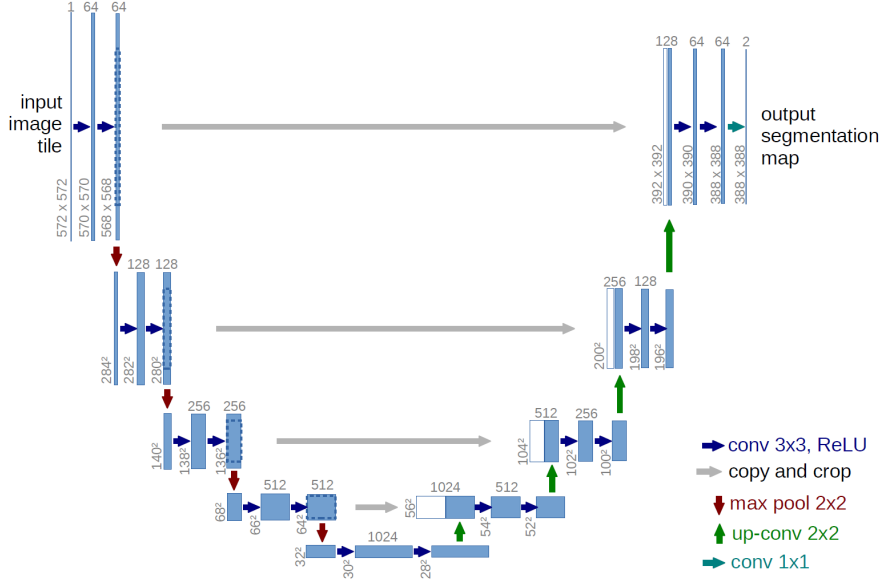 1 64 64
128 64 64 2
input
image
tile
output
segmentation
map
572 x 572
570 x 570
568 x 568
392 x 392
390 x 390
388 x 388
388 x 388
128 128
256 128
284²
282²
280²
200²
198²
196²
256 256
512 256
140²
138²
136²
104²
102²
100²
512 512
1024 512
68²
66²
64²
56²
54²
52²
1024
32²
30²
28²
conv 3x3, ReLU
copy and crop
max pool 2x2
up-conv 2x2
conv 1x1